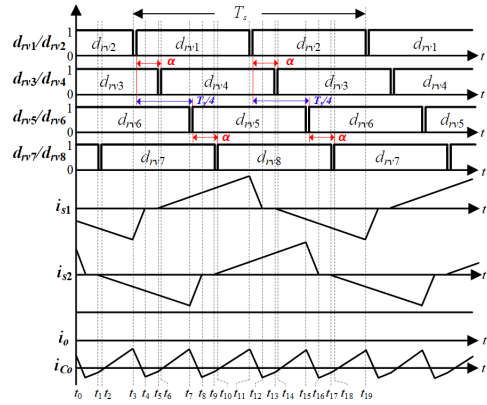 T_s
d_rv1/d_rv2 1 0 d_rv2 d_rv1 d_rv2 d_rv1 t
α α
d_rv3/d_rv4 1 0 d_rv3 d_rv4 d_rv3 d_rv4 t
T_s/4 T_s/4
d_rv5/d_rv6 1 0 d_rv6 d_rv5 d_rv6 d_rv5 t
α α
d_rv7/d_rv8 1 0 d_rv7 d_rv8 d_rv7 t
i_s1 t
i_s2 t
i_o t
i_Co t
t_0 t_1 t_2 t_3 t_4 t_5 t_6 t_7 t_8 t_9 t_10 t_11 t_12 t_13 t_14 t_15 t_16 t_17 t_18 t_19